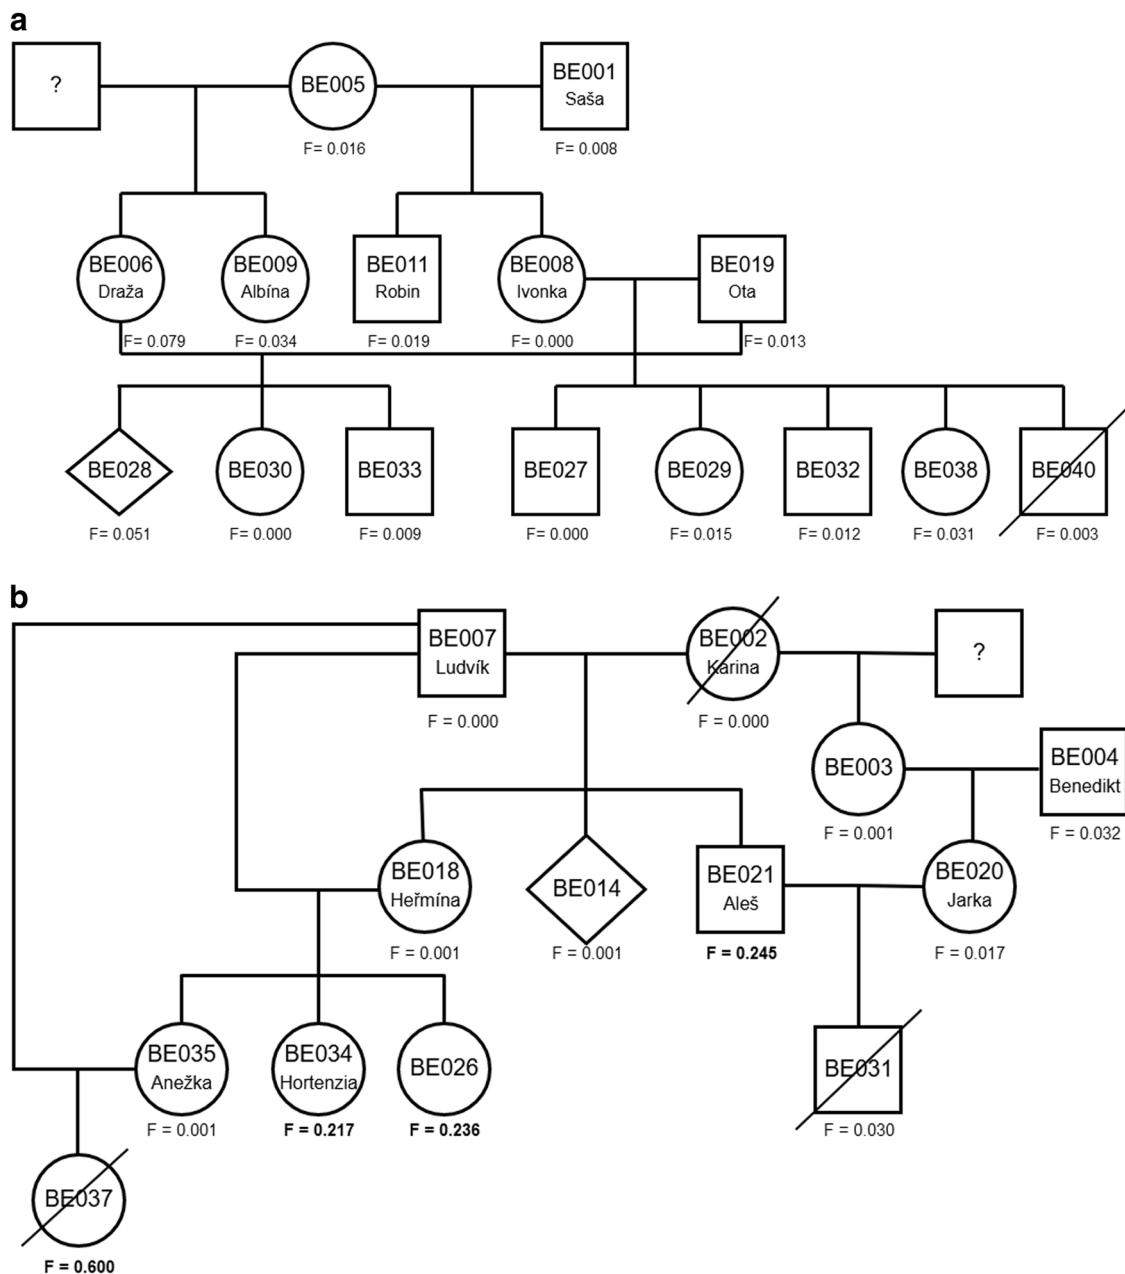 a
?
BE005
BE001
Saša
F= 0.016
F= 0.008
BE006
Draža
BE009
Albína
BE011
Robin
BE008
Ivonka
BE019
Ota
F= 0.079
F= 0.034
F= 0.019
F= 0.000
F= 0.013
BE028
BE030
BE033
BE027
BE029
BE032
BE038
BE040
F= 0.051
F= 0.000
F= 0.009
F= 0.000
F= 0.015
F= 0.012
F= 0.031
F= 0.003
b
BE007
Ludvík
BE002
Karina
?
F = 0.000
F = 0.000
BE003
BE004
Benedikt
F = 0.001
F = 0.032
BE018
Heřmína
BE014
BE021
Aleš
BE020
Jarka
F = 0.001
F = 0.001
F = 0.245
F = 0.017
BE035
Anežka
BE034
Hortenzia
BE026
BE031
F = 0.001
F = 0.217
F = 0.236
F = 0.030
BE037
F = 0.600